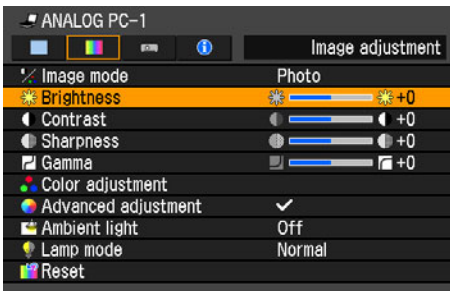 ANALOG PC-1
Image adjustment
Image mode Photo
Brightness +0
Contrast +0
Sharpness +0
Gamma +0
Color adjustment
Advanced adjustment
Ambient light Off
Lamp mode Normal
Reset